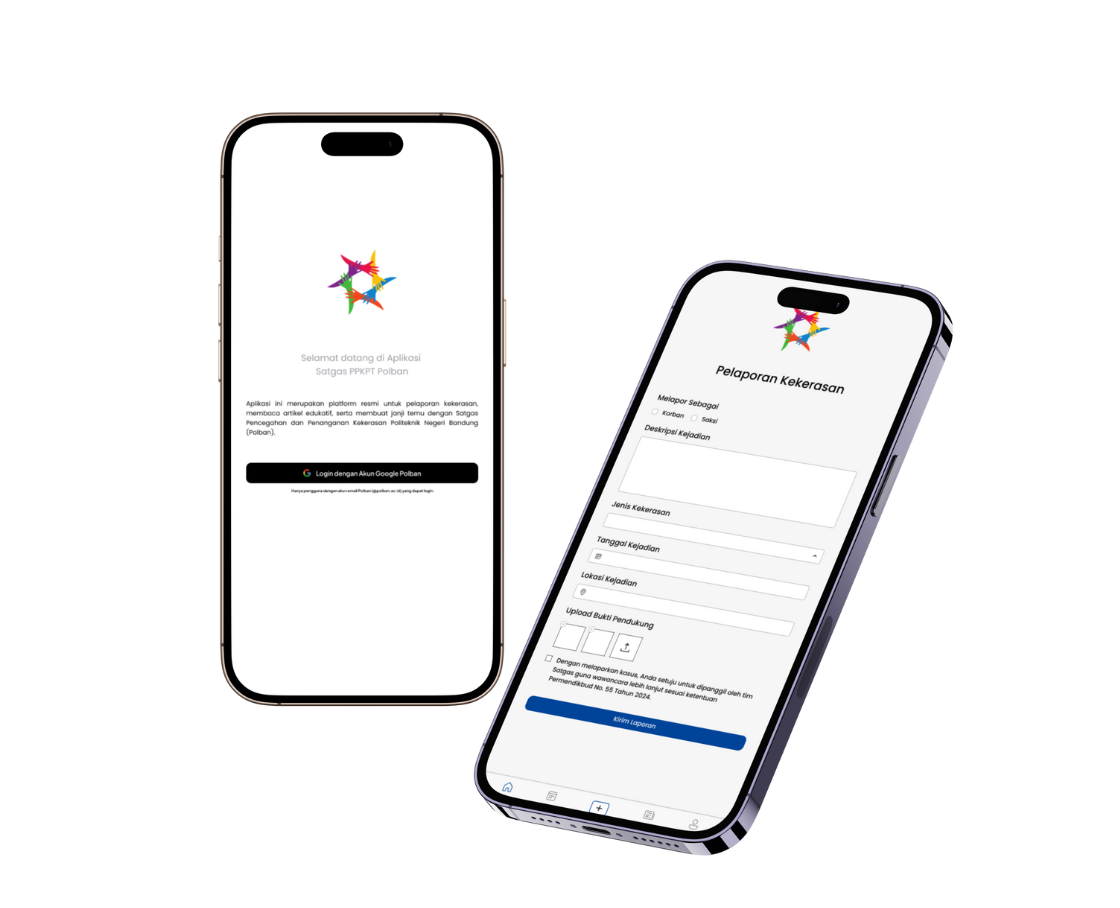 Selamat datang di Aplikasi
Satgas PPKPT Polban
Aplikasi ini merupakan platform resmi untuk pelaporan kekerasan,
membaca artikel edukatif, serta membuat janji temu dengan Satgas
Pencegahan dan Penanganan Kekerasan Politeknik Negeri Bandung
(Polban).
Login dengan Akun Google Polban
Hanya pengguna dengan akun email Polban (@polban.ac.id) yang dapat login.
Pelaporan Kekerasan
Melapor Sebagai
Korban Saksi
Deskripsi Kejadian
Jenis Kekerasan
Tanggal Kejadian
Lokasi Kejadian
Upload Bukti Pendukung
Dengan melaporkan kasus, Anda setuju untuk dipanggil oleh tim
Satgas guna wawancara lebih lanjut sesuai ketentuan
Permendikbud No. 55 Tahun 2024.
Kirim Laporan